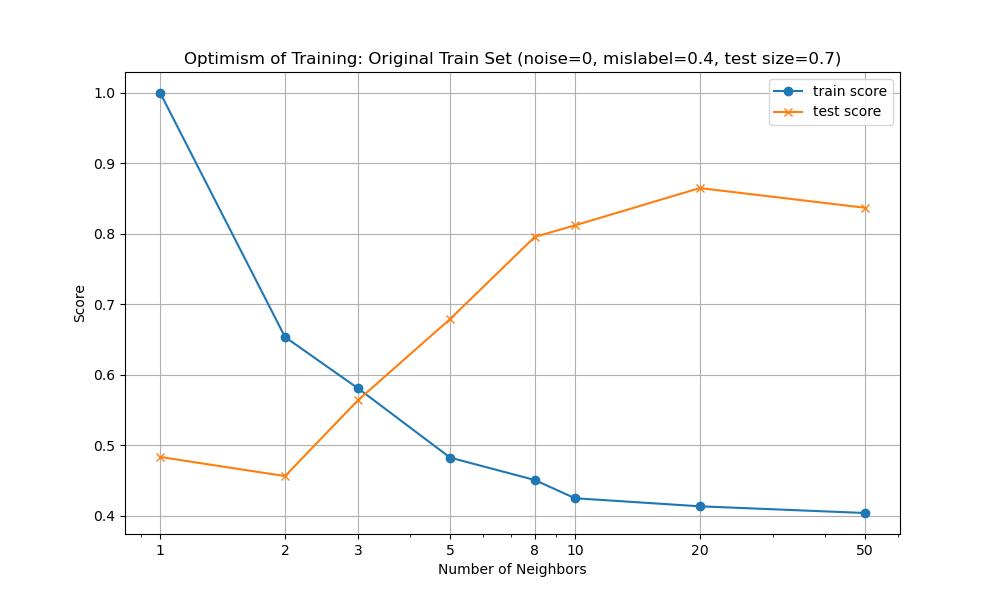 Optimism of Training: Original Train Set (noise=0, mislabel=0.4, test size=0.7)
train score
test score
1.0
0.9
0.8
0.7
0.6
0.5
0.4
Score
1 2 3 5 8 10 20 50
Number of Neighbors